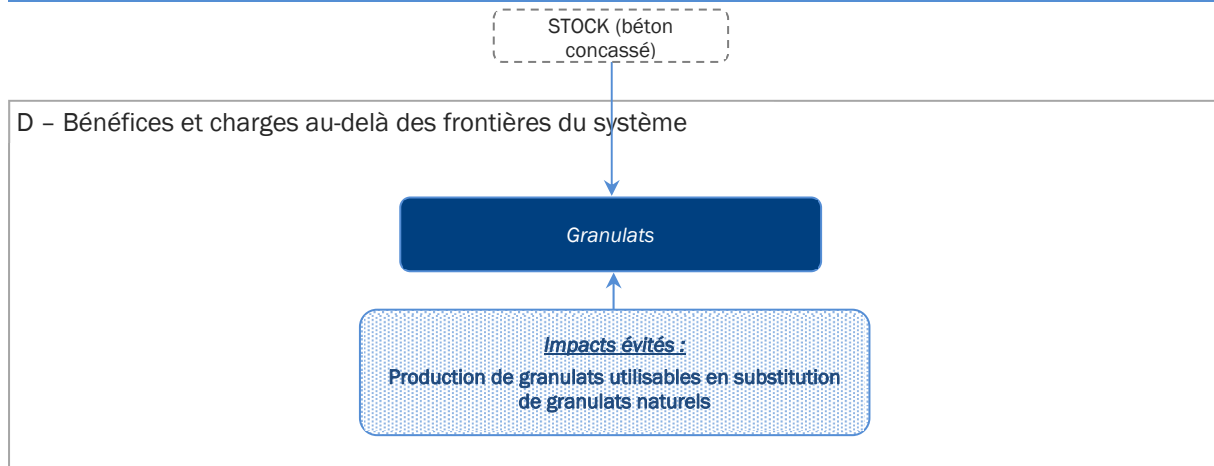 STOCK (béton
concassé)
D – Bénéfices et charges au-delà des frontières du système
Granulats
Impacts évités :
Production de granulats utilisables en substitution
de granulats naturels